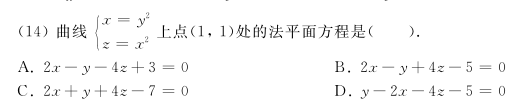 (14) 曲线 { x = y² z = x² 上点(1, 1)处的法平面方程是(　　).
A. 2x − y − 4z + 3 = 0　　B. 2x − y + 4z − 5 = 0
C. 2x + y + 4z − 7 = 0　　D. y − 2x − 4z − 5 = 0